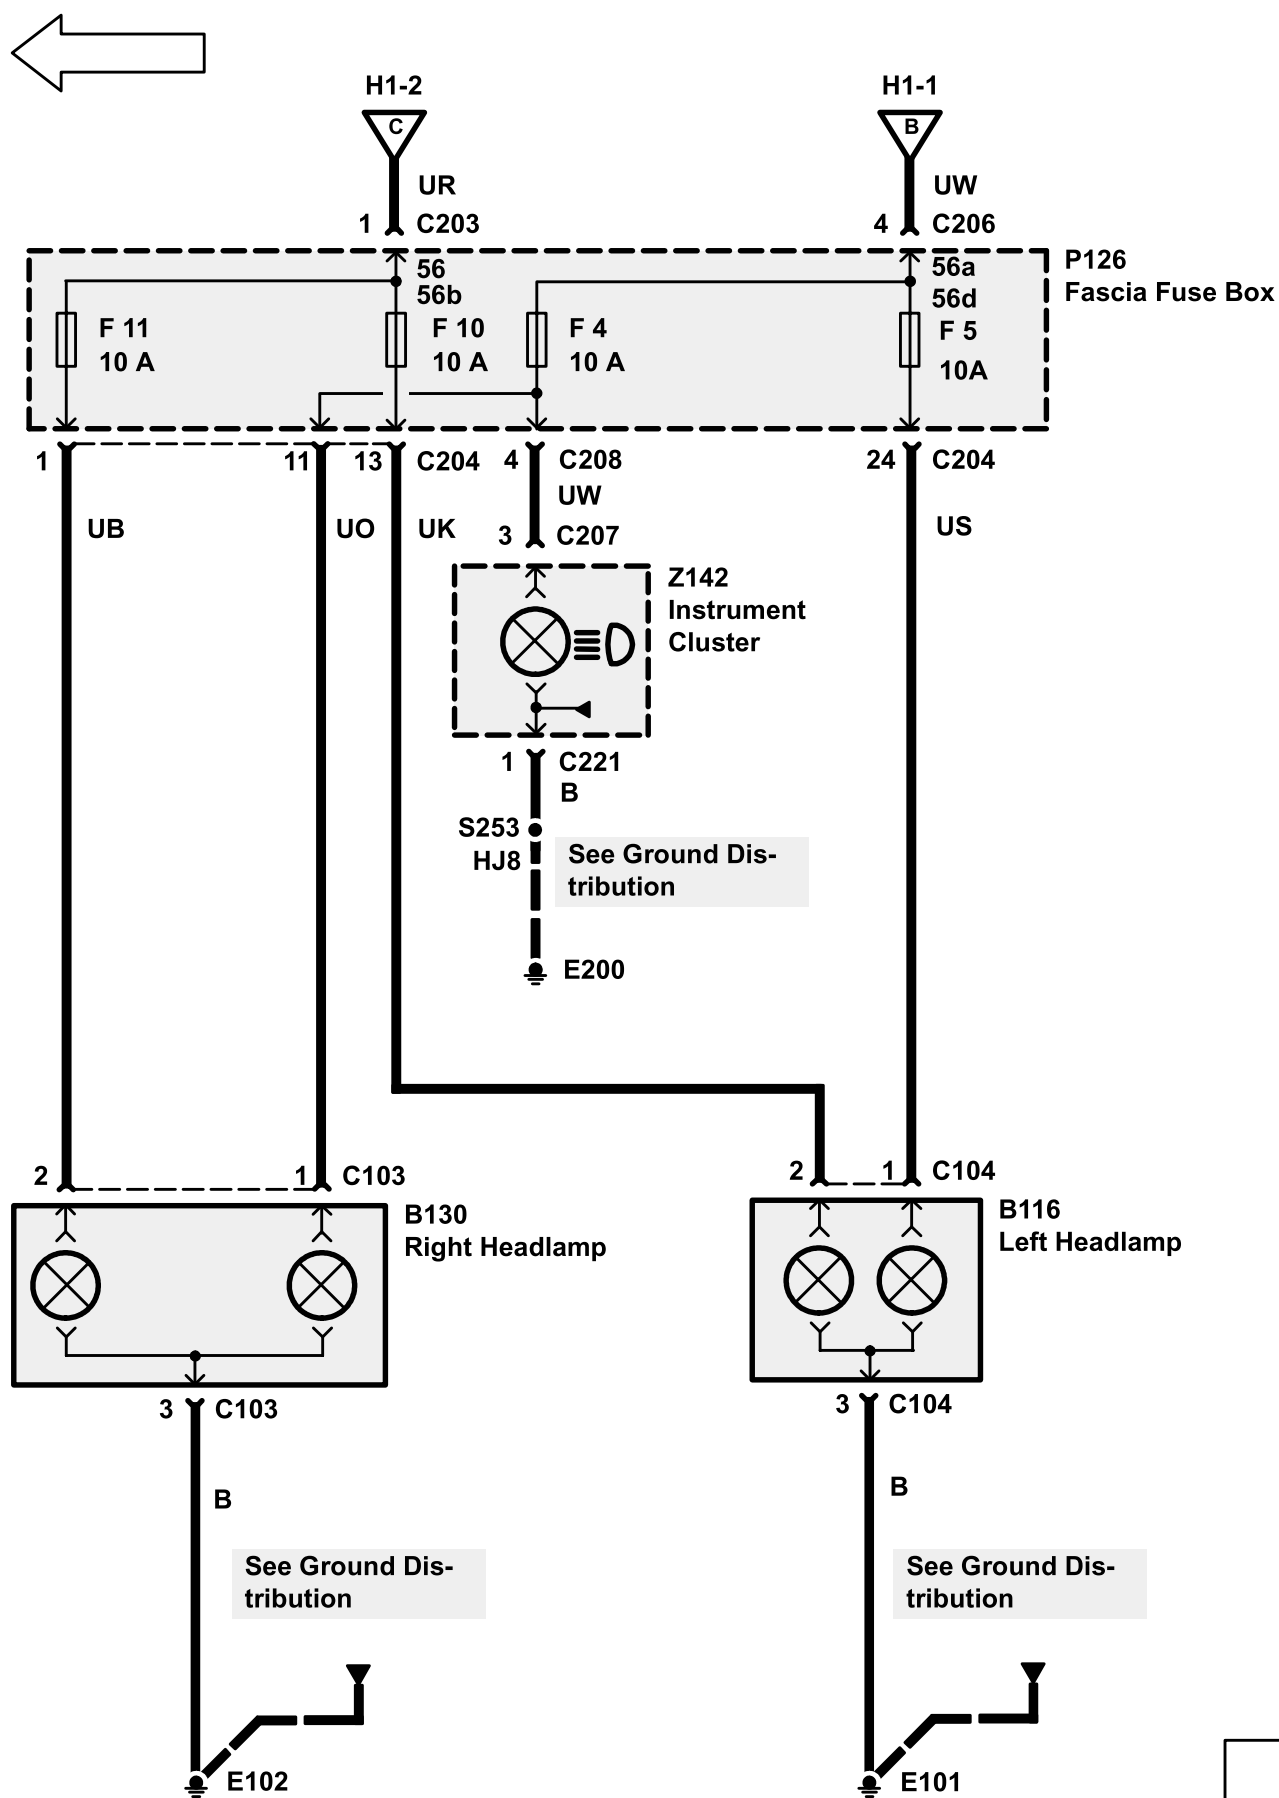 H1-2
H1-1
C
B
UR
UW
1
C203
4
C206
P126
Fascia Fuse Box
56
56b
56a
56d
F 11
10 A
F 10
10 A
F 4
10 A
F 5
10A
1
11
13
C204
4
C208
24
C204
UW
UB
UO
UK
US
3
C207
Z142
Instrument
Cluster
1
C221
B
S253
HJ8
See Ground Dis-
tribution
E200
2
1
C103
2
1
C104
B130
Right Headlamp
B116
Left Headlamp
3
C103
3
C104
B
B
See Ground Dis-
tribution
See Ground Dis-
tribution
E102
E101